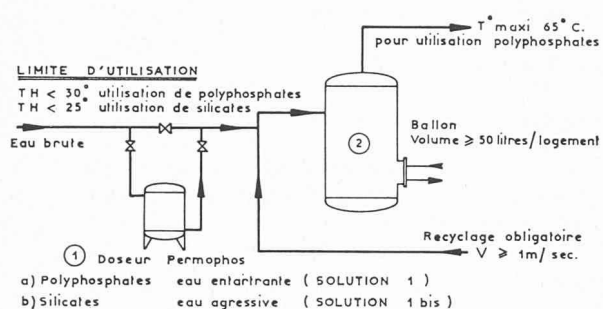 T° maxi 65° C.
pour utilisation polyphosphates
LIMITE D'UTILISATION
TH < 30° utilisation de polyphosphates
TH < 25° utilisation de silicates
Eau brute
Ballon
Volume ⩾ 50 litres/logement
2
Recyclage obligatoire
V ⩾ 1m/sec.
1 Doseur Permophos
a) Polyphosphates eau entartrante ( SOLUTION 1 )
b) Silicates eau agressive ( SOLUTION 1 bis )